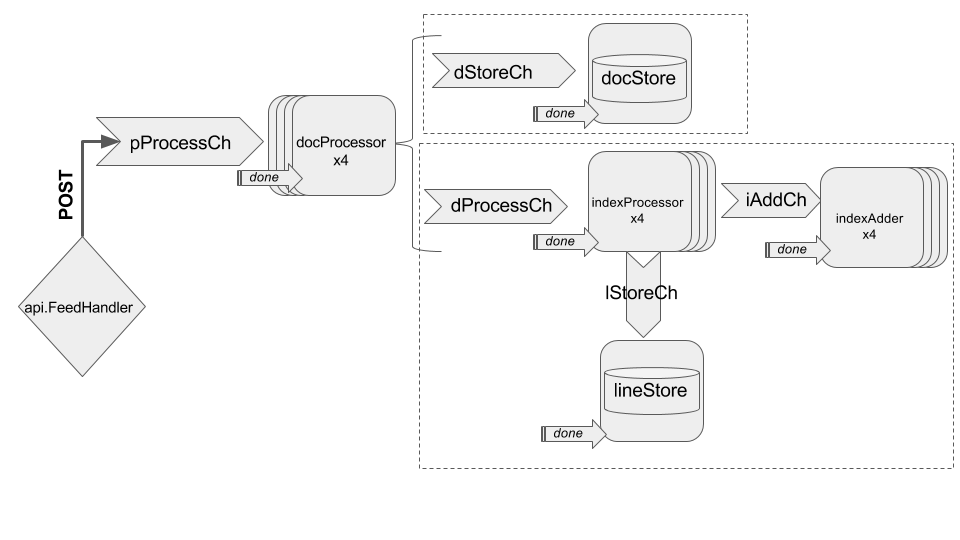 dStoreCh
docStore
done
pProcessCh
docProcessor
x4
done
POST
dProcessCh
indexProcessor
x4
done
iAddCh
indexAdder
x4
done
api.FeedHandler
lStoreCh
lineStore
done